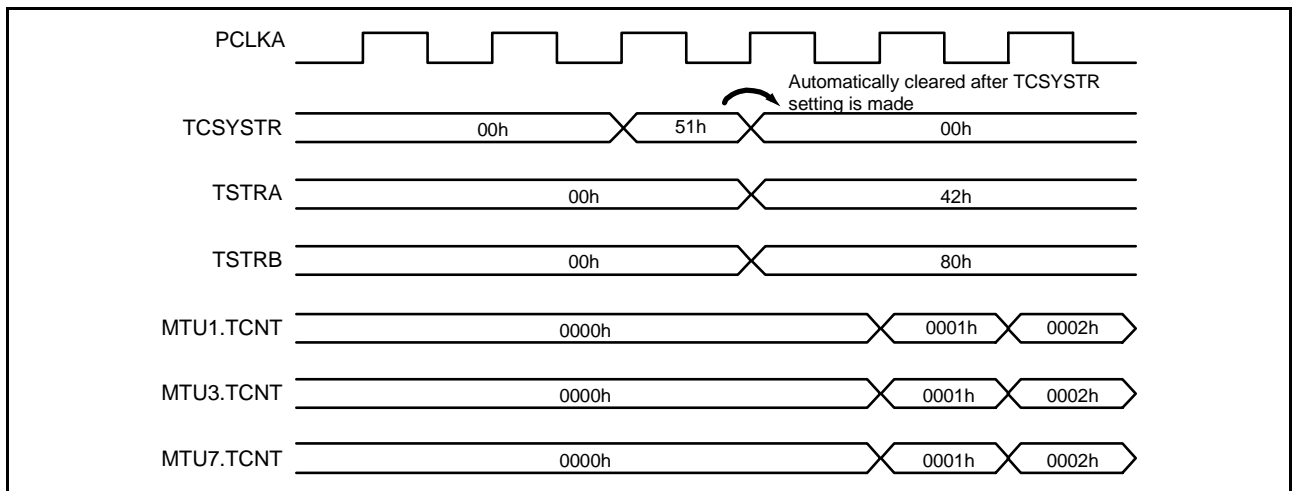 PCLKA
Automatically cleared after TCSYSTR
setting is made
TCSYSTR 00h 51h 00h
TSTRA 00h 42h
TSTRB 00h 80h
MTU1.TCNT 0000h 0001h 0002h
MTU3.TCNT 0000h 0001h 0002h
MTU7.TCNT 0000h 0001h 0002h